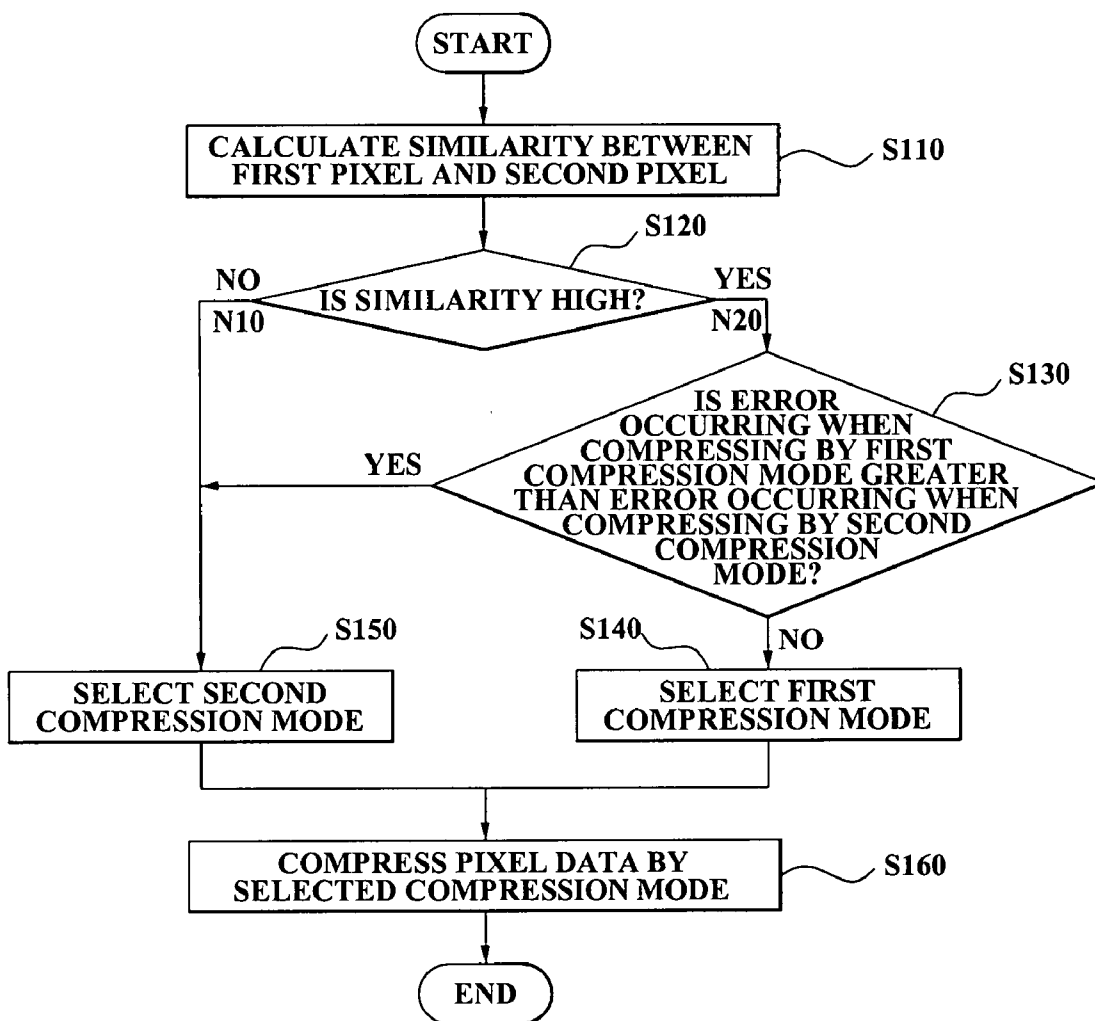 START
CALCULATE SIMILARITY BETWEEN
FIRST PIXEL AND SECOND PIXEL
S110
S120
NO
YES
IS SIMILARITY HIGH?
N10
N20
S130
IS ERROR
OCCURRING WHEN
COMPRESSING BY FIRST
COMPRESSION MODE GREATER
THAN ERROR OCCURRING WHEN
COMPRESSING BY SECOND
COMPRESSION
MODE?
YES
NO
S150
S140
SELECT SECOND
COMPRESSION MODE
SELECT FIRST
COMPRESSION MODE
COMPRESS PIXEL DATA BY
SELECTED COMPRESSION MODE
S160
END